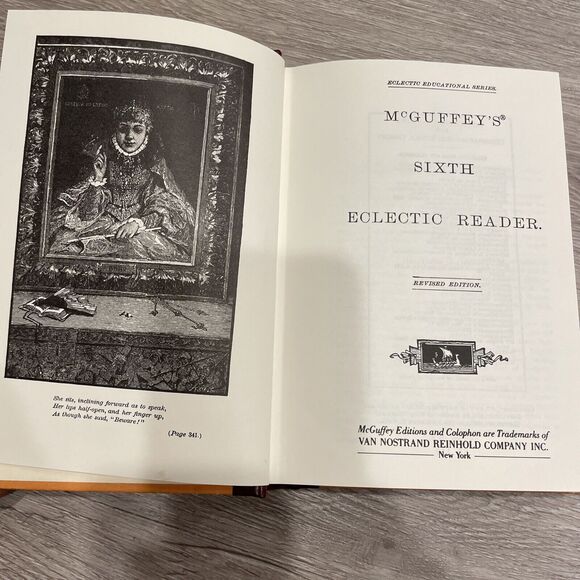 She sits, inclining forward as to speak,
Her lips half-open, and her finger up,
As though she said, "Beware!"
(Page 341.)
ECLECTIC EDUCATIONAL SERIES.
McGUFFEY'S®
SIXTH
ECLECTIC READER.
REVISED EDITION.
McGuffey Editions and Colophon are Trademarks of
VAN NOSTRAND REINHOLD COMPANY INC.
New York